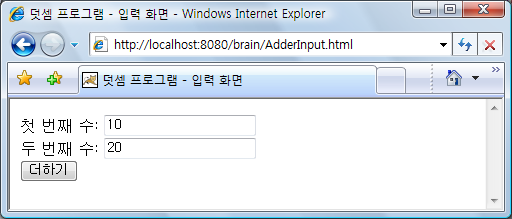 덧셈 프로그램 - 입력 화면 - Windows Internet Explorer
http://localhost:8080/brain/AdderInput.html
덧셈 프로그램 - 입력 화면
첫 번째 수: 10
두 번째 수: 20
더하기